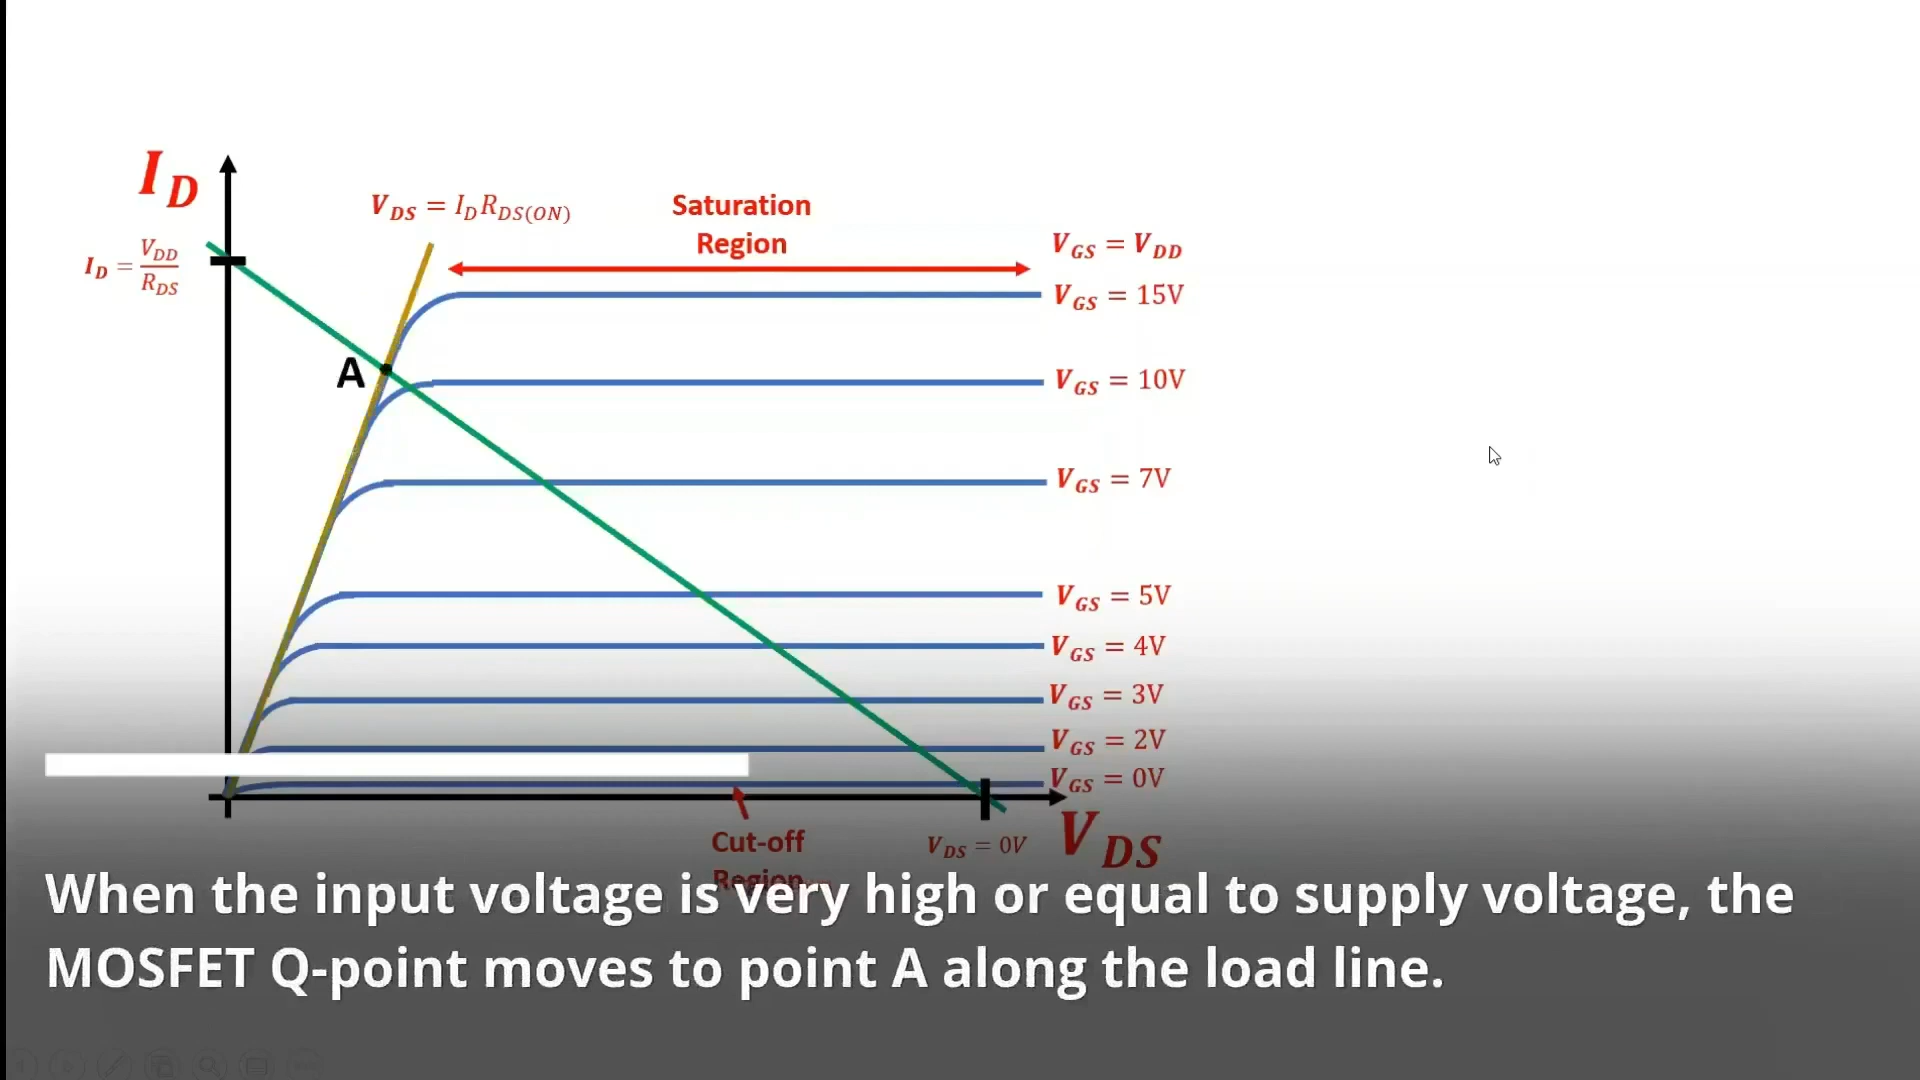 I_D
V_DS = I_D R_DS(ON)
Saturation
Region
V_GS = V_DD
I_D = V_DD / R_DS
V_GS = 15V
A
V_GS = 10V
V_GS = 7V
V_GS = 5V
V_GS = 4V
V_GS = 3V
V_GS = 2V
V_GS = 0V
Cut-off
Region
V_DS = 0V
V_DS
When the input voltage is very high or equal to supply voltage, the
MOSFET Q-point moves to point A along the load line.